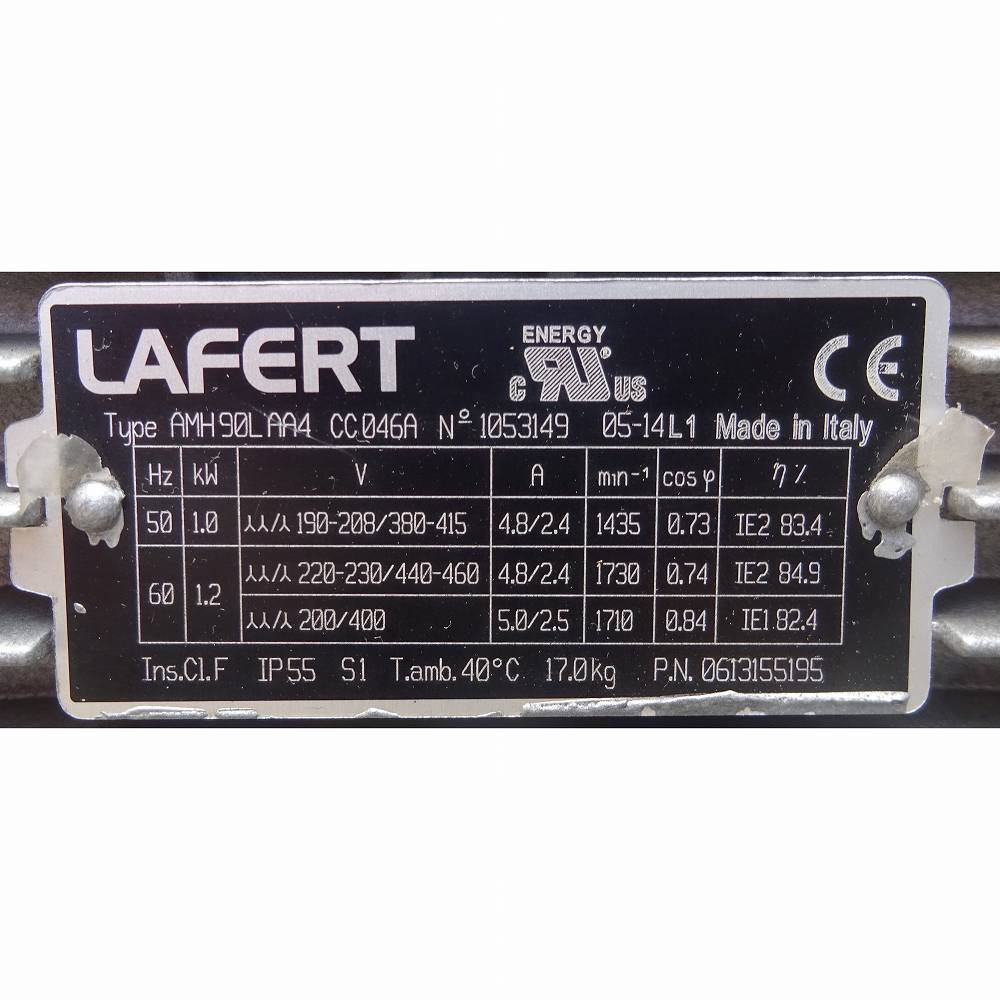 LAFERT
ENERGY
C RU® US
CE
Type AMH 90L AA4 CC046A Nº 1053149 05-14 L1 Made in Italy
Hz kW V A min-¹ cos φ η %
50 1.0 ⅄⅄/⅄ 190-208/380-415 4.8/2.4 1435 0.73 IE2 83.4
60 1.2 ⅄⅄/⅄ 220-230/440-460 4.8/2.4 1730 0.74 IE2 84.9
⅄⅄/⅄ 200/400 5.0/2.5 1710 0.84 IE1 82.4
Ins.Cl.F IP55 S1 T.amb.40°C 17.0kg P.N. 0613155195